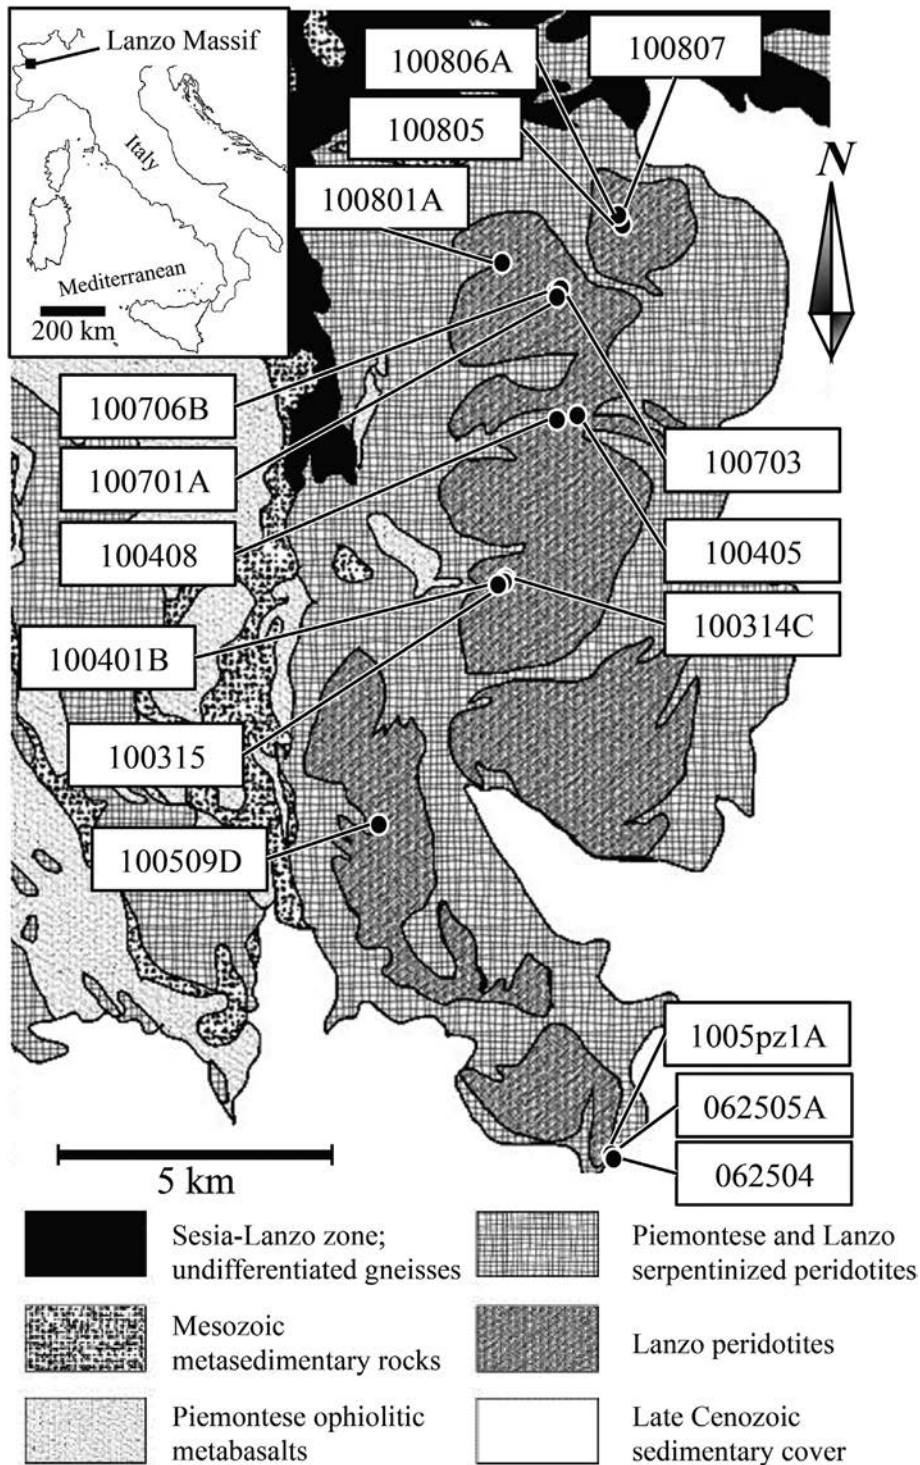 Lanzo Massif
Italy
Mediterranean
200 km
100806A
100807
100805
100801A
N
100706B
100701A
100703
100408
100405
100314C
100401B
100315
100509D
1005pz1A
062505A
062504
5 km
Sesia-Lanzo zone;
undifferentiated gneisses
Mesozoic
metasedimentary rocks
Piemontese ophiolitic
metabasalts
Piemontese and Lanzo
serpentinized peridotites
Lanzo peridotites
Late Cenozoic
sedimentary cover